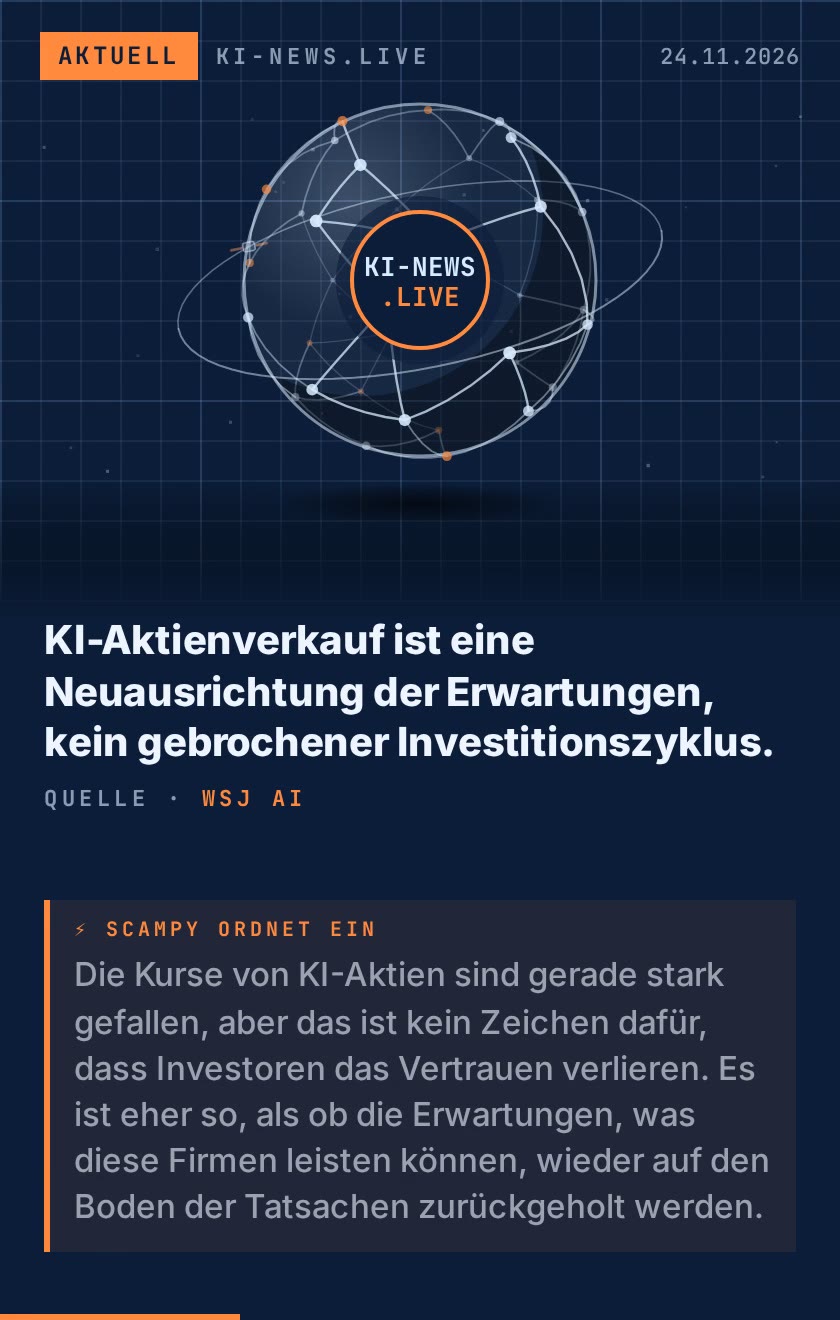 AKTUELL KI-NEWS.LIVE 24.11.2026
KI-NEWS
.LIVE
KI-Aktienverkauf ist eine
Neuausrichtung der Erwartungen,
kein gebrochener Investitionszyklus.
QUELLE · WSJ AI
⚡ SCAMPY ORDNET EIN
Die Kurse von KI-Aktien sind gerade stark
gefallen, aber das ist kein Zeichen dafür,
dass Investoren das Vertrauen verlieren. Es
ist eher so, als ob die Erwartungen, was
diese Firmen leisten können, wieder auf den
Boden der Tatsachen zurückgeholt werden.